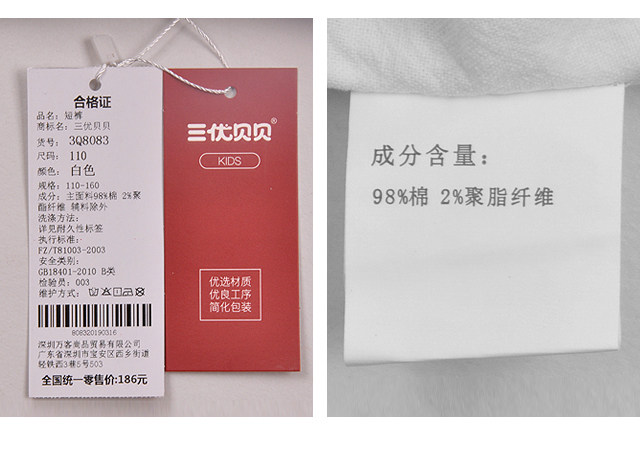 合格证
品名: 短裤
商标名: 三优贝贝
货号: 3Q8083
尺码: 110
颜色: 白色
规格: 110-160
成分: 主面料98%棉 2%聚
酯纤维 辅料除外
洗涤方法:
详见耐久性标签
执行标准:
FZ/T81003-2003
安全类别:
GB18401-2010 B类
检验员: 003
维护方式:
808320190316
深圳万客商品贸易有限公司
广东省深圳市宝安区西乡街道
轻铁西3巷5号503
全国统一零售价:186元
三优贝贝®
KIDS
优选材质
优良工序
简化包装
成分含量:
98%棉 2%聚脂纤维